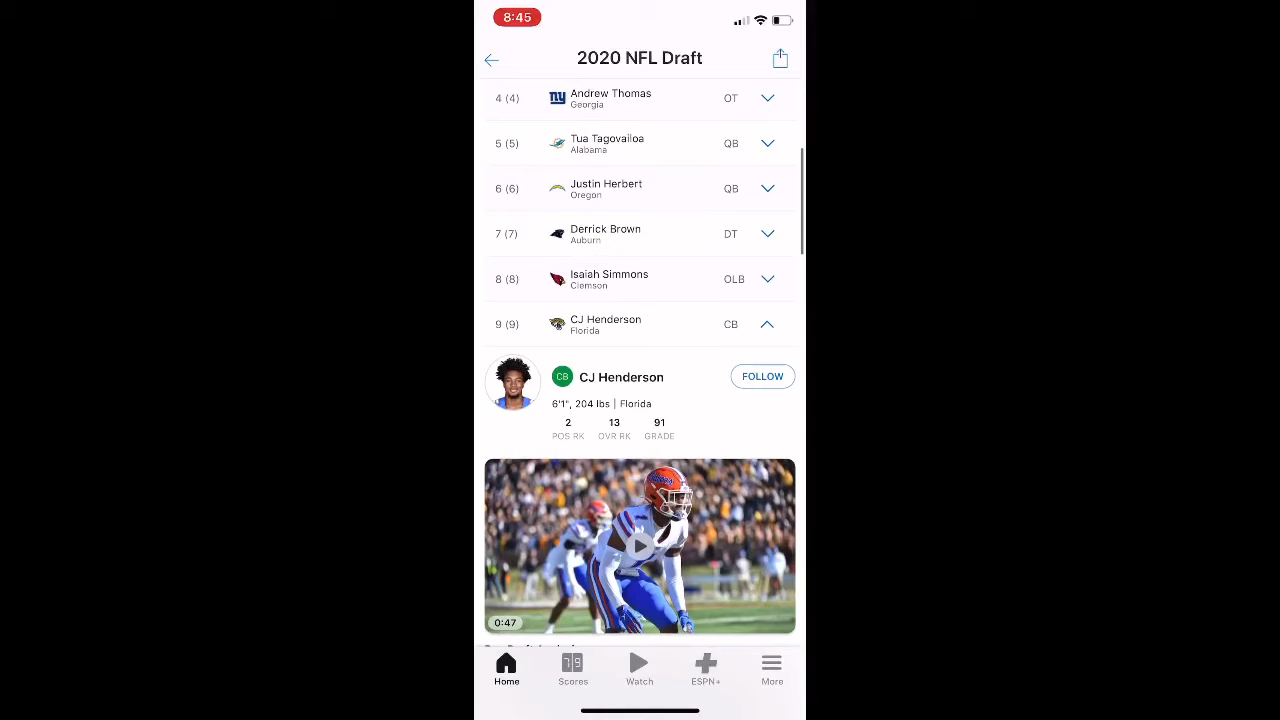 8:45
2020 NFL Draft
4 (4) Andrew Thomas OT
Georgia
5 (5) Tua Tagovailoa QB
Alabama
6 (6) Justin Herbert QB
Oregon
7 (7) Derrick Brown DT
Auburn
8 (8) Isaiah Simmons OLB
Clemson
9 (9) CJ Henderson CB
Florida
CB CJ Henderson FOLLOW
6'1", 204 lbs | Florida
2 13 91
POS RK OVR RK GRADE
0:47
Home Scores Watch ESPN+ More